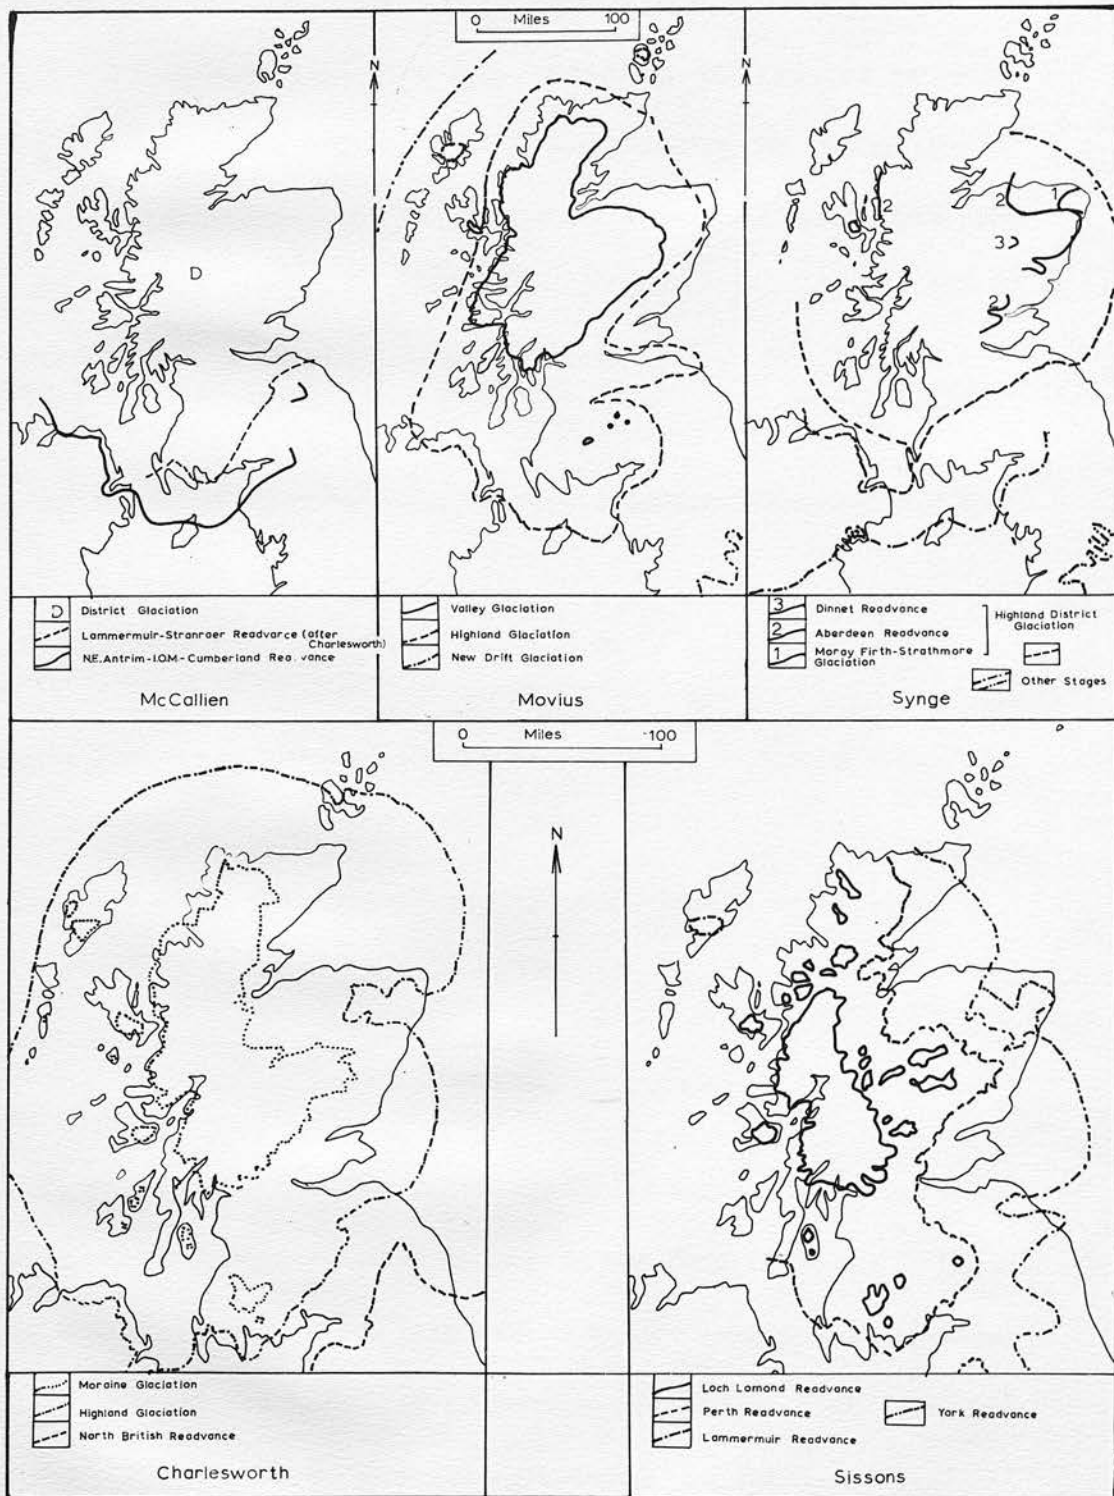 0 Miles 100
N
N
D
2
2
1
3
2
D District Glaciation
Lammermuir-Stranraer Readvance (after
Charlesworth)
N.E. Antrim-I.O.M.-Cumberland Rea. vance
McCallien
Valley Glaciation
Highland Glaciation
New Drift Glaciation
Movius
3 Dinnet Readvance
2 Aberdeen Readvance
1 Moray Firth-Strathmore
Glaciation
Highland District
Glaciation
Other Stages
Synge
0 Miles 100
N
Moraine Glaciation
Highland Glaciation
North British Readvance
Charlesworth
Loch Lomond Readvance
Perth Readvance
Lammermuir Readvance
York Readvance
Sissons